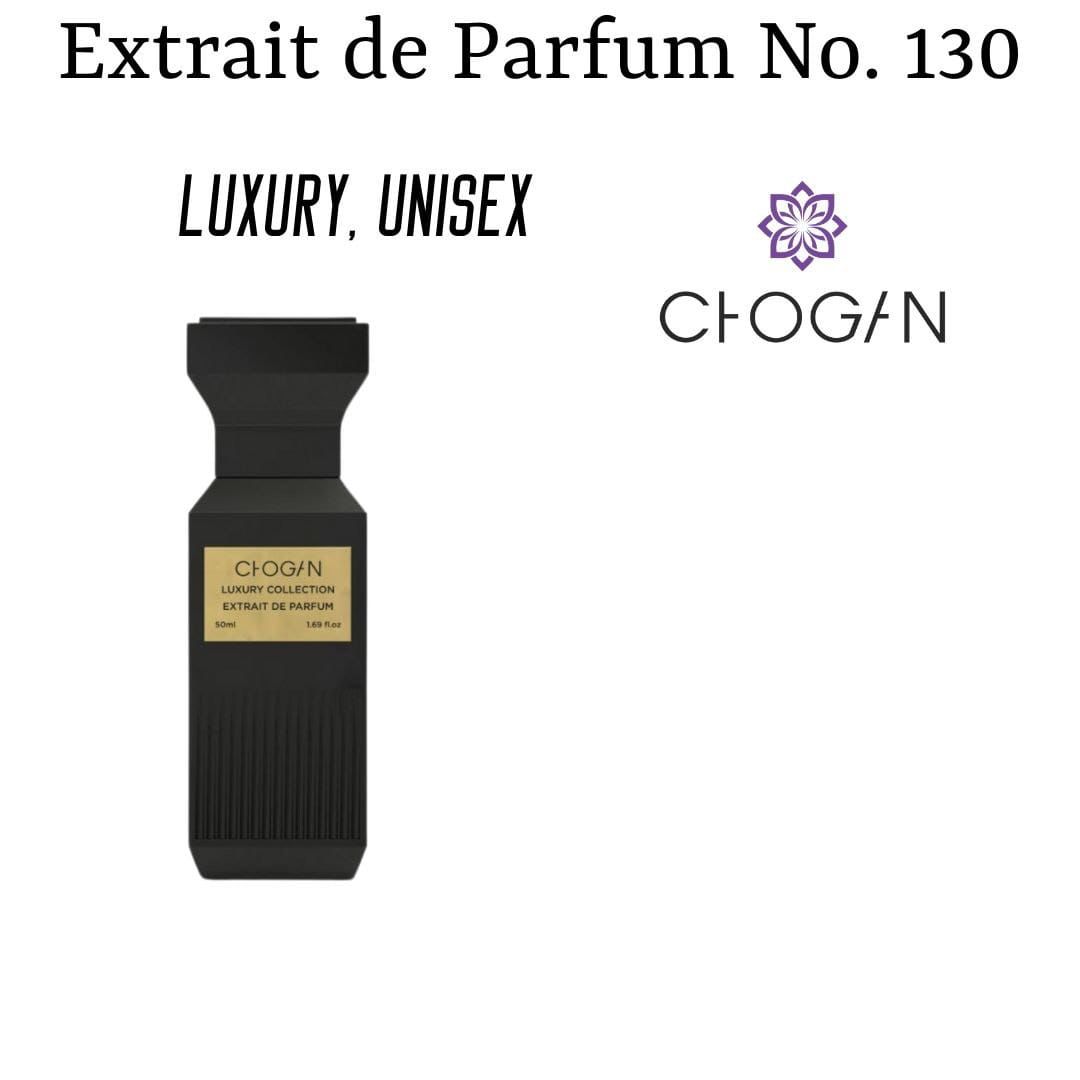 Extrait de Parfum No. 130
LUXURY, UNISEX
CHOGAN
CHOGAN
LUXURY COLLECTION
EXTRAIT DE PARFUM
50ml 1.69 fl.oz